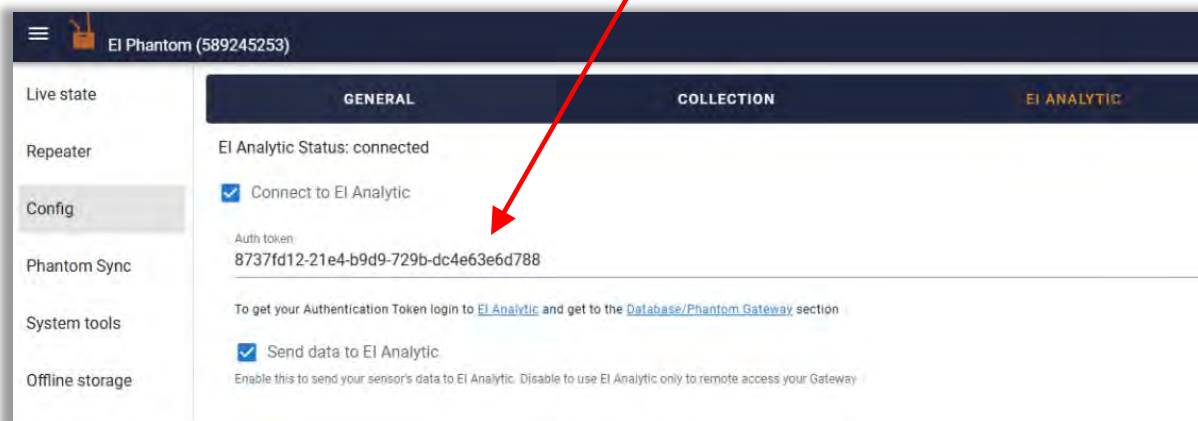 EI Phantom (589245253)
Live state
Repeater
Config
Phantom Sync
System tools
Offline storage
GENERAL COLLECTION EI ANALYTIC
EI Analytic Status: connected
Connect to EI Analytic
Auth token
8737fd12-21e4-b9d9-729b-dc4e63e6d788
To get your Authentication Token login to EI Analytic and get to the Database/Phantom Gateway section
Send data to EI Analytic
Enable this to send your sensor's data to EI Analytic. Disable to use EI Analytic only to remote access your Gateway